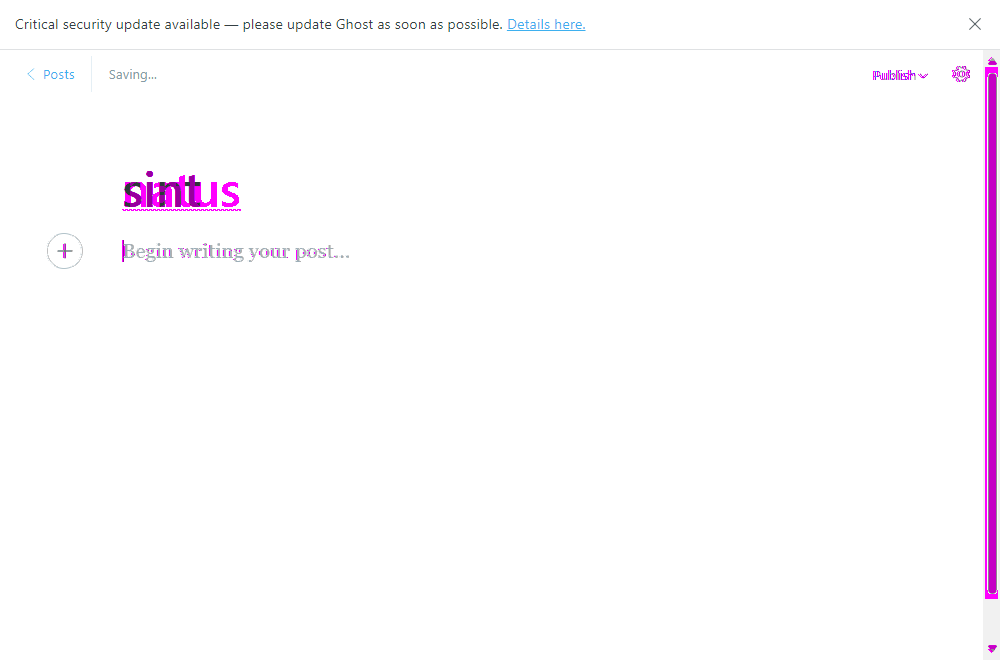 Critical security update available — please update Ghost as soon as possible. Details here.
Posts
Saving...
Publish
Begin writing your post...